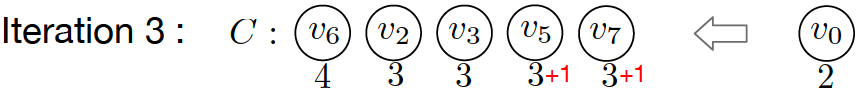 Iteration 3 : C : v₆ v₂ v₃ v₅ v₇ v₀
4 3 3 3+1 3+1 2